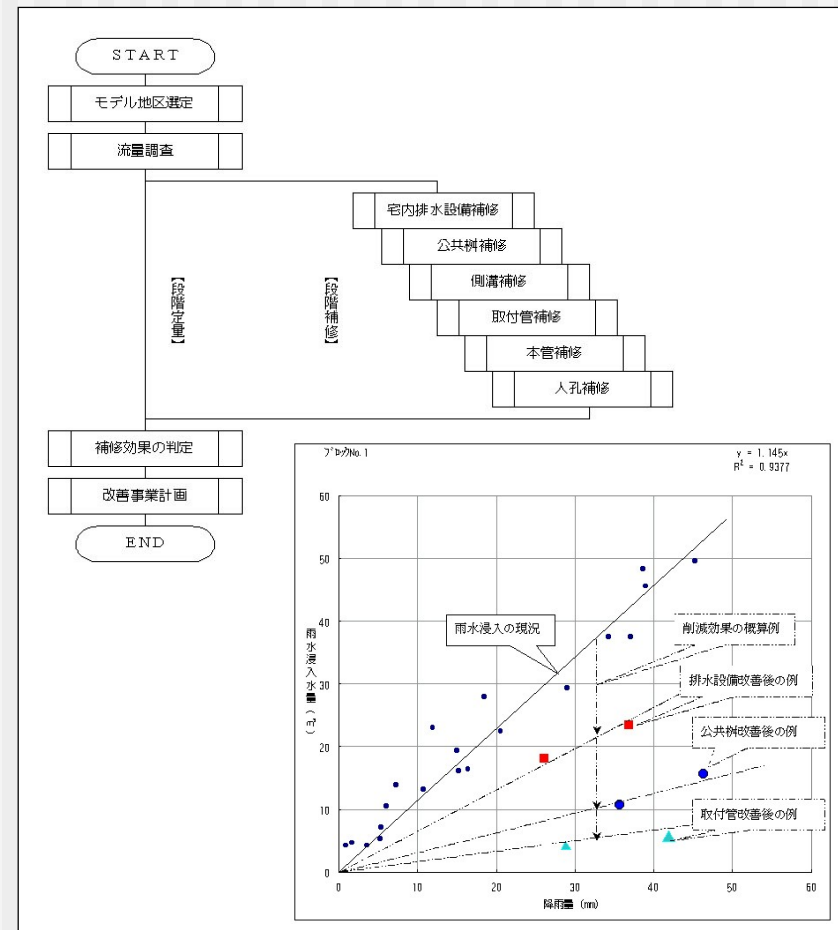 START
モデル地区選定
流量調査
宅内排水設備補修
公共桝補修
側溝補修
取付管補修
本管補修
人孔補修
【段階定量】
【段階補修】
補修効果の判定
改善事業計画
END
ﾌﾞﾛｯｸNo.1
y = 1.145x
R² = 0.9377
60
50
40
30
20
10
0
雨水浸入水量(㎥)
雨水浸入の現況
削減効果の概算例
排水設備改善後の例
公共桝改善後の例
取付管改善後の例
0 10 20 30 40 50 60
降雨量 (mm)